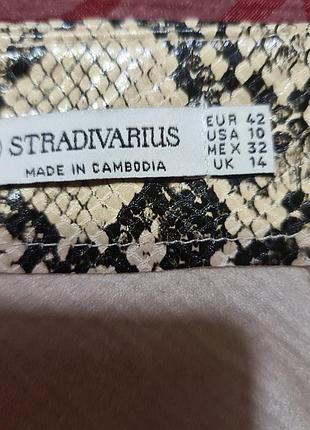 STRADIVARIUS
MADE IN CAMBODIA
EUR 42
USA 10
MEX 32
UK 14